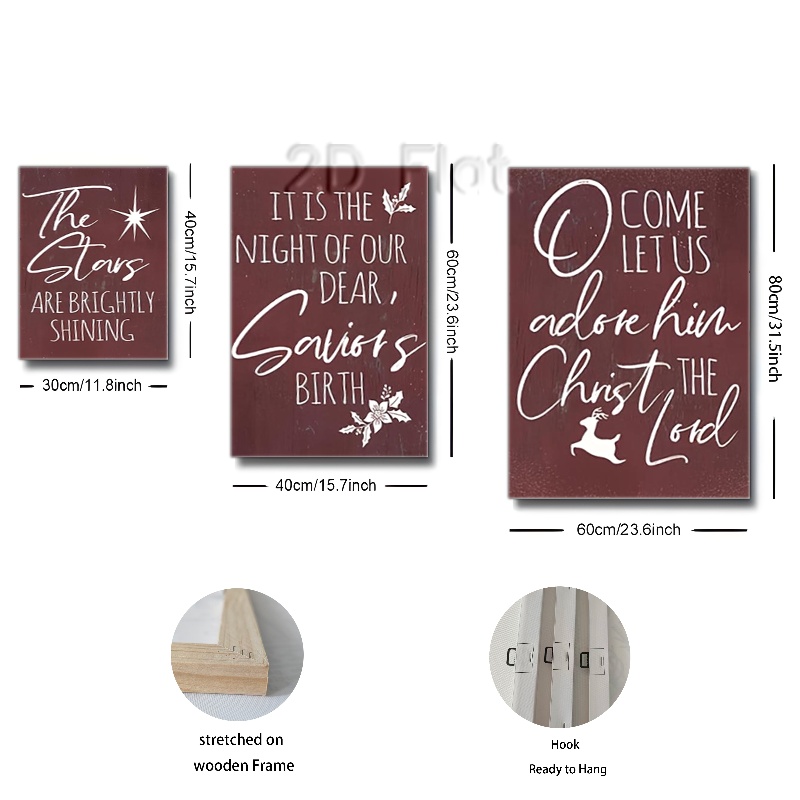 2D Flat
The
Stars
ARE BRIGHTLY
SHINING
40cm/15.7inch
30cm/11.8inch
IT IS THE
NIGHT OF OUR
DEAR,
Saviors
BIRTH
60cm/23.6inch
40cm/15.7inch
O COME
LET US
adore him
Christ THE
Lord
80cm/31.5inch
60cm/23.6inch
stretched on
wooden Frame
Hook
Ready to Hang